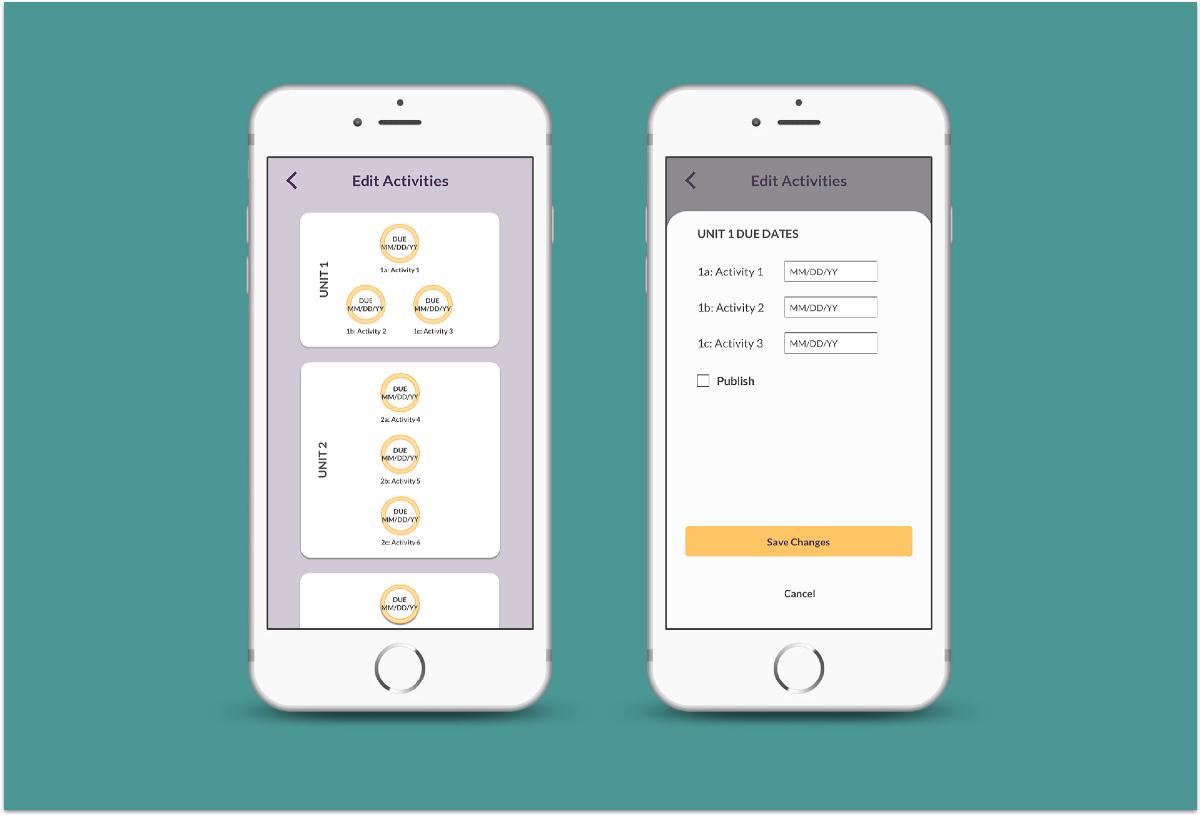 Edit Activities
UNIT 1
DUE
MM/DD/YY
1a: Activity 1
DUE
MM/DD/YY
1b: Activity 2
DUE
MM/DD/YY
1c: Activity 3
UNIT 2
DUE
MM/DD/YY
2a: Activity 4
DUE
MM/DD/YY
2b: Activity 5
DUE
MM/DD/YY
2c: Activity 6
DUE
MM/DD/YY
Edit Activities
UNIT 1 DUE DATES
1a: Activity 1 MM/DD/YY
1b: Activity 2 MM/DD/YY
1c: Activity 3 MM/DD/YY
Publish
Save Changes
Cancel